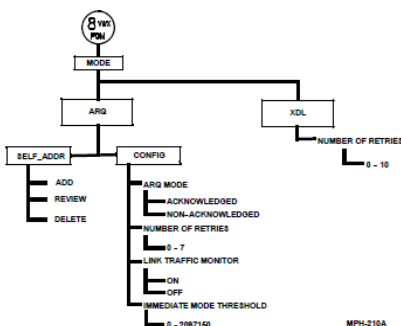 8 VWX
PGM
MODE
ARQ
XDL
NUMBER OF RETRIES
0 - 10
SELF_ADDR
CONFIG
ADD
REVIEW
DELETE
ARQ MODE
ACKNOWLEDGED
NON-ACKNOWLEDGED
NUMBER OF RETRIES
0 - 7
LINK TRAFFIC MONITOR
ON
OFF
IMMEDIATE MODE THRESHOLD
0 - 2097150
MPH-210A